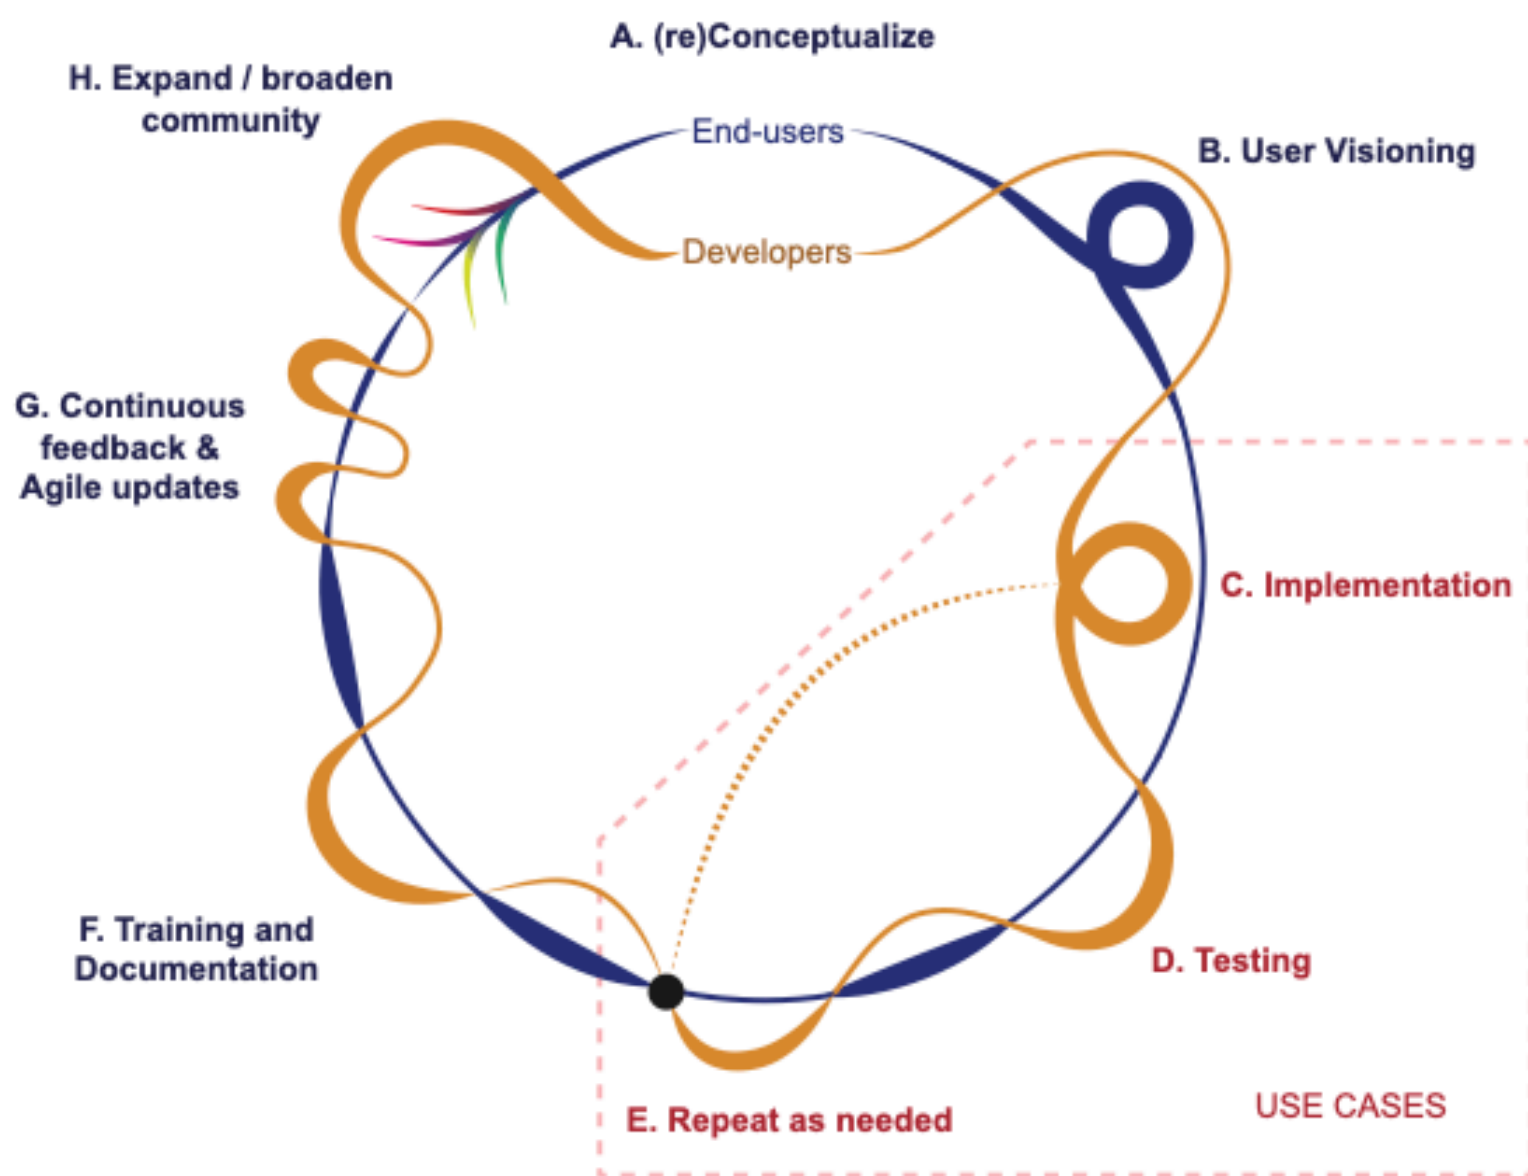 A. (re)Conceptualize
End-users
Developers
B. User Visioning
C. Implementation
D. Testing
E. Repeat as needed
USE CASES
F. Training and
Documentation
G. Continuous
feedback &
Agile updates
H. Expand / broaden
community